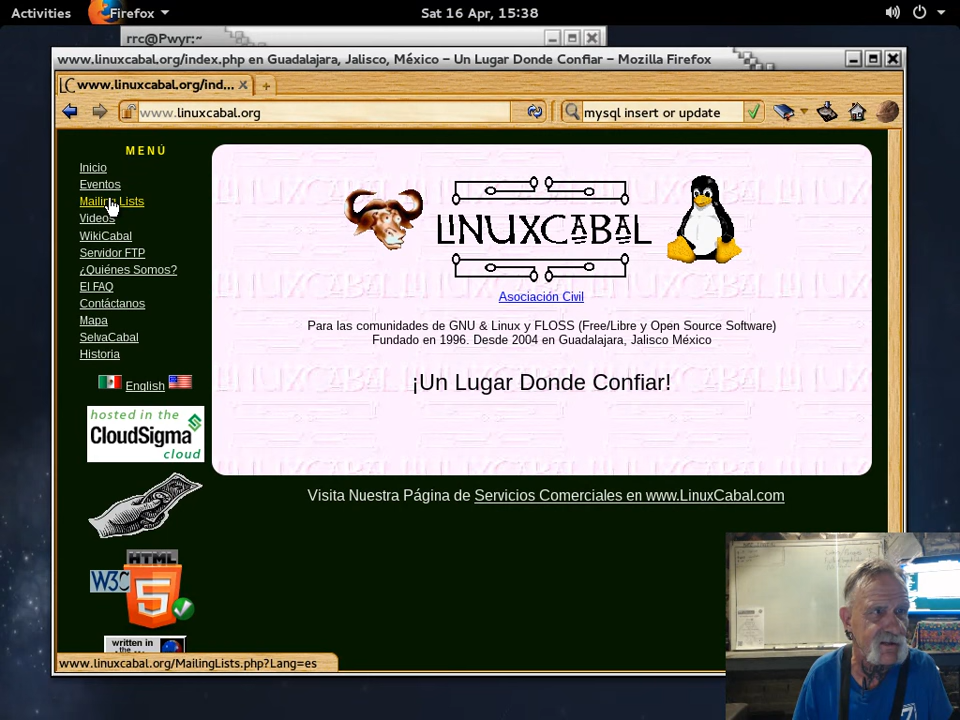 Activities
Firefox
Sat 16 Apr, 15:38
rrc@Pwyr:~
www.linuxcabal.org/index.php en Guadalajara, Jalisco, México - Un Lugar Donde Confiar - Mozilla Firefox
LC www.linuxcabal.org/ind...
www.linuxcabal.org
mysql insert or update
MENÚ
Inicio
Eventos
Mailing Lists
Videos
WikiCabal
Servidor FTP
¿Quiénes Somos?
El FAQ
Contáctanos
Mapa
SelvaCabal
Historia
English
hosted in the
CloudSigma
cloud
W3C
HTML
5
written in
LINUXCABAL
Asociación Civil
Para las comunidades de GNU & Linux y FLOSS (Free/Libre y Open Source Software)
Fundado en 1996. Desde 2004 en Guadalajara, Jalisco México
¡Un Lugar Donde Confiar!
Visita Nuestra Página de Servicios Comerciales en www.LinuxCabal.com
www.linuxcabal.org/MailingLists.php?Lang=es